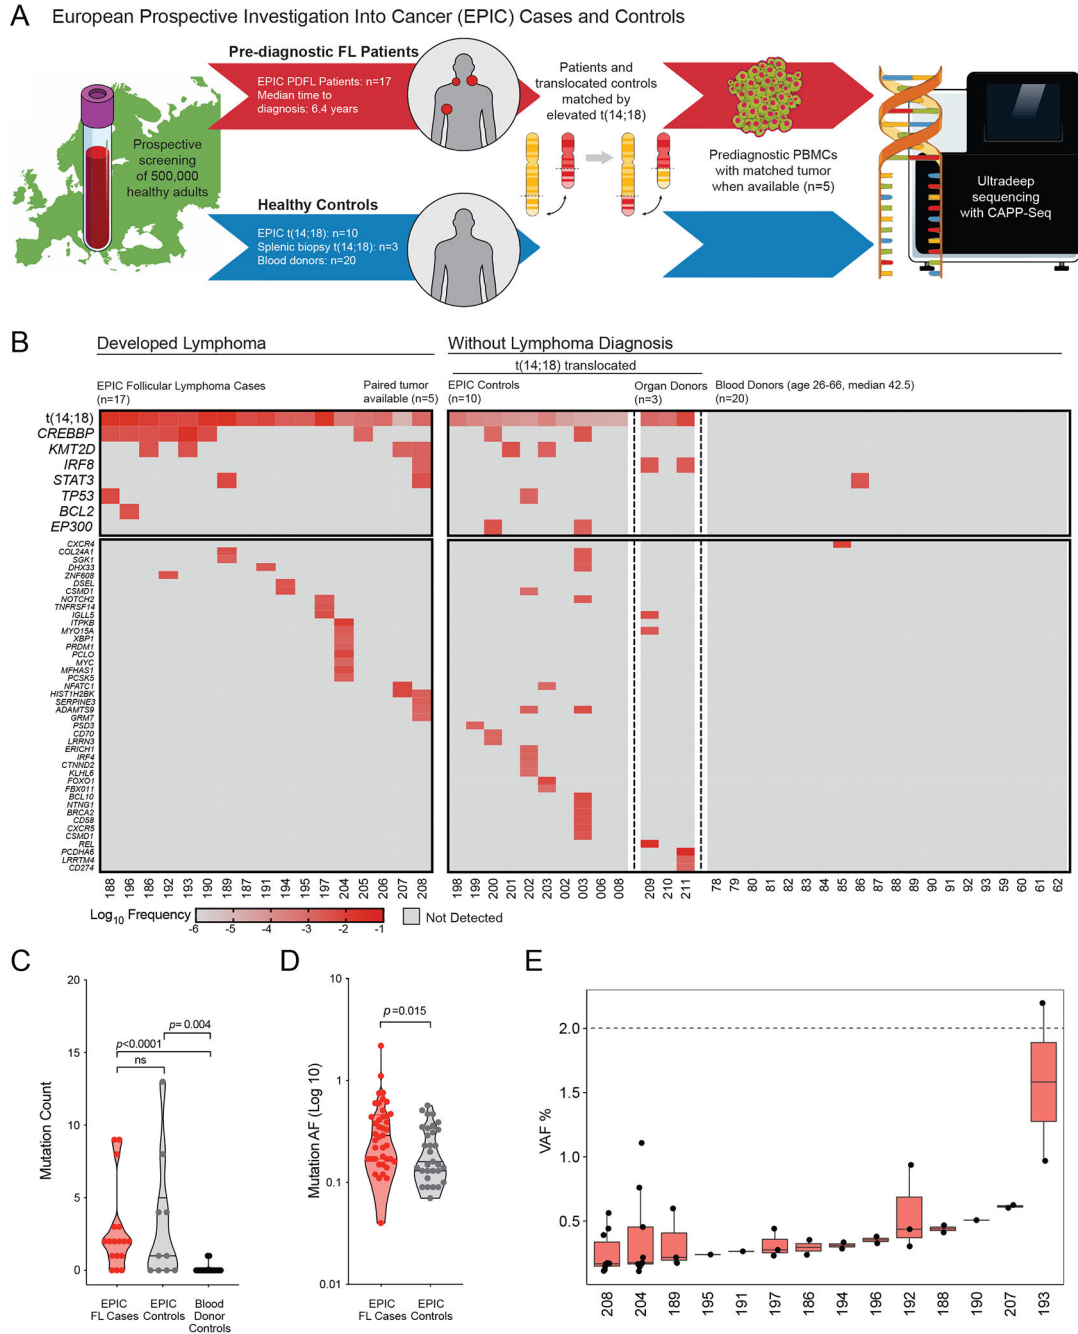 A European Prospective Investigation Into Cancer (EPIC) Cases and Controls
Prospective
screening
of 500,000
healthy adults
Pre-diagnostic FL Patients
EPIC PDFL Patients: n=17
Median time to
diagnosis: 6.4 years
Healthy Controls
EPIC t(14;18): n=10
Splenic biopsy t(14;18): n=3
Blood donors: n=20
Patients and
translocated controls
matched by
elevated t(14;18)
Prediagnostic PBMCs
with matched tumor
when available (n=5)
Ultradeep
sequencing
with CAPP-Seq
B
Developed Lymphoma
Without Lymphoma Diagnosis
t(14;18) translocated
EPIC Follicular Lymphoma Cases
(n=17)
Paired tumor
available (n=5)
EPIC Controls
(n=10)
Organ Donors
(n=3)
Blood Donors (age 26-66, median 42.5)
(n=20)
t(14;18)
CREBBP
KMT2D
IRF8
STAT3
TP53
BCL2
EP300
CXCR4
COL24A1
SGK1
DHX33
ZNF608
DSEL
CSMD1
NOTCH2
TNFRSF14
IGLL5
ITPKB
MYO15A
XBP1
PRDM1
PCLO
MYC
MFHAS1
PCSK5
NFATC1
HIST1H2BK
SERPINE3
ADAMTS9
GRM7
PSD3
CD70
LRRN3
ERICH1
IRF4
CTNND2
KLHL6
FOXO1
FBX011
BCL10
NTNG1
BRCA2
CD58
CXCR5
CSMD1
REL
PCDHA6
LRRTM4
CD274
188 196 186 192 193 190 189 187 191 194 195 197 204 205 206 207 208
198 199 200 201 202 203 002 003 006 008
209 210 211
78 79 80 81 82 83 84 85 86 87 88 89 90 91 92 93 59 60 61 62
Log10 Frequency
-6 -5 -4 -3 -2 -1
Not Detected
C
Mutation Count
20
15
10
5
0
p= 0.004
p<0.0001
ns
EPIC
FL Cases
EPIC
Controls
Blood
Donor
Controls
D
Mutation AF (Log 10)
10
1
0.1
0.01
p=0.015
EPIC
FL Cases
EPIC
Controls
E
VAF %
2.0
1.5
1.0
0.5
208 204 189 195 191 197 186 194 196 192 188 190 207 193